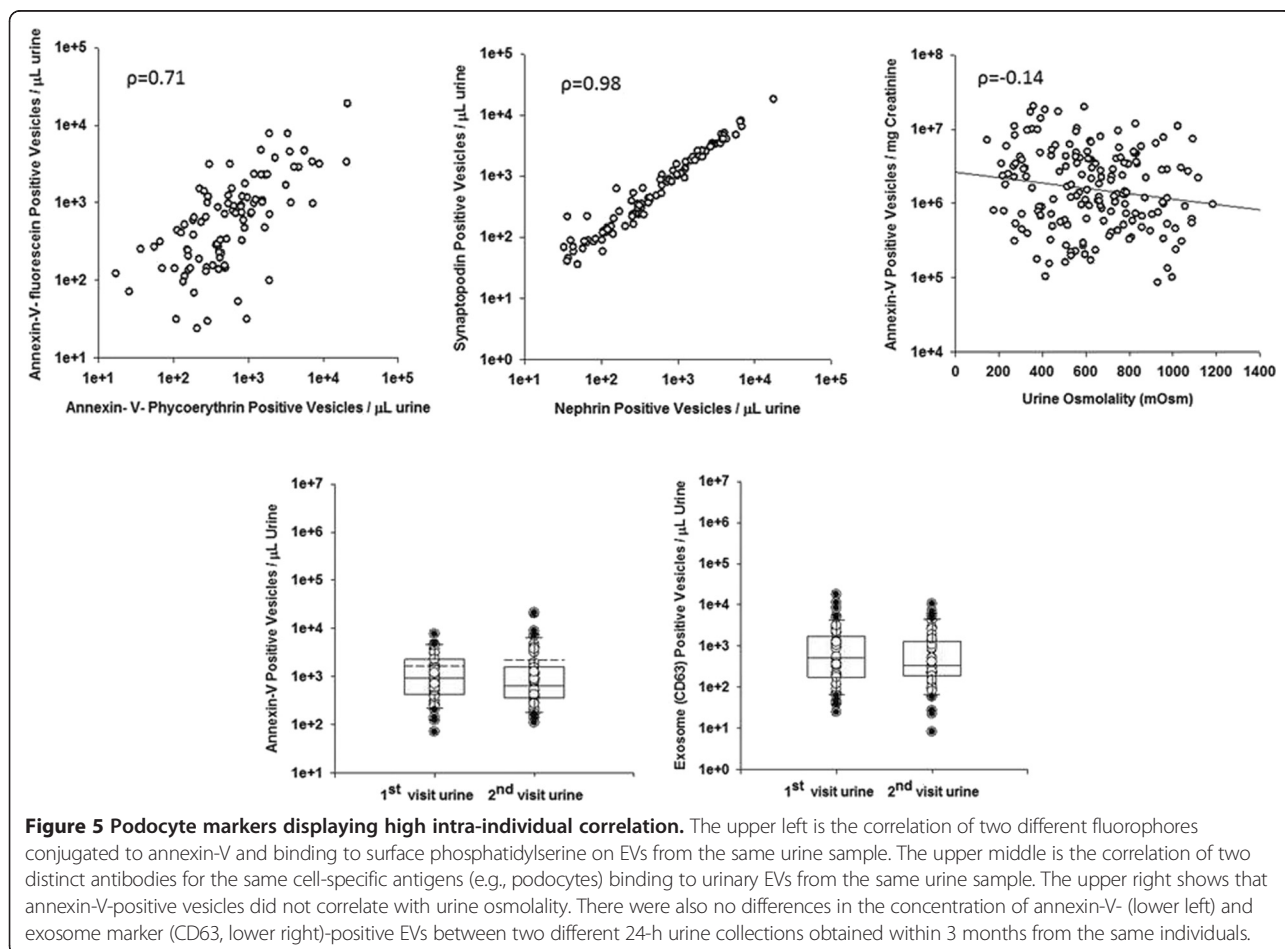 Annexin-V-fluorescein Positive Vesicles / μL urine
1e+5
1e+4
1e+3
1e+2
1e+1
ρ=0.71
1e+1 1e+2 1e+3 1e+4 1e+5
Annexin- V- Phycoerythrin Positive Vesicles / μL urine
Synaptopodin Positive Vesicles / μL urine
1e+5
1e+4
1e+3
1e+2
1e+1
1e+0
ρ=0.98
1e+1 1e+2 1e+3 1e+4 1e+5
Nephrin Positive Vesicles / μL urine
Annexin-V Positive Vesicles / mg Creatinine
1e+8
1e+7
1e+6
1e+5
1e+4
ρ=-0.14
0 200 400 600 800 1000 1200 1400
Urine Osmolality (mOsm)
Annexin-V Positive Vesicles / μL Urine
1e+7
1e+6
1e+5
1e+4
1e+3
1e+2
1e+1
1st visit urine 2nd visit urine
Exosome (CD63) Positive Vesicles / μL Urine
1e+7
1e+6
1e+5
1e+4
1e+3
1e+2
1e+1
1e+0
1st visit urine 2nd visit urine
Figure 5 Podocyte markers displaying high intra-individual correlation. The upper left is the correlation of two different fluorophores
conjugated to annexin-V and binding to surface phosphatidylserine on EVs from the same urine sample. The upper middle is the correlation of two
distinct antibodies for the same cell-specific antigens (e.g., podocytes) binding to urinary EVs from the same urine sample. The upper right shows that
annexin-V-positive vesicles did not correlate with urine osmolality. There were also no differences in the concentration of annexin-V- (lower left) and
exosome marker (CD63, lower right)-positive EVs between two different 24-h urine collections obtained within 3 months from the same individuals.